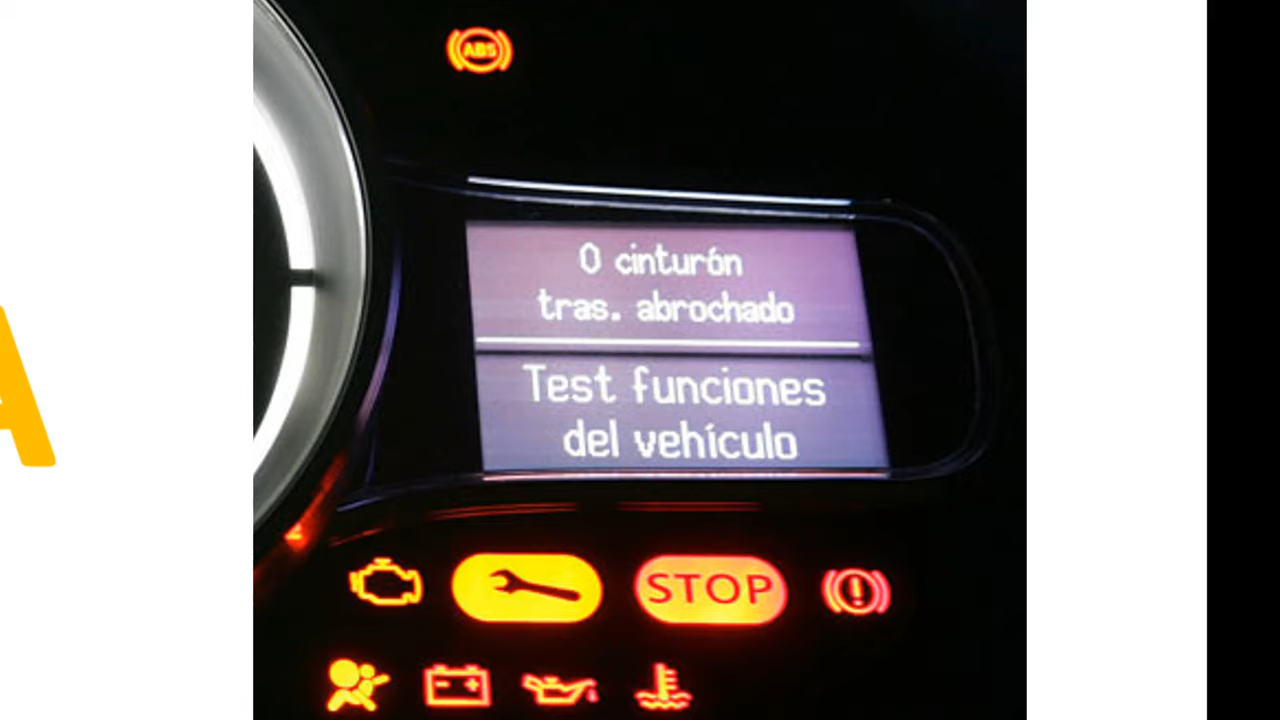 A
ABS
0 cinturón
tras. abrochado
Test funciones
del vehículo
STOP